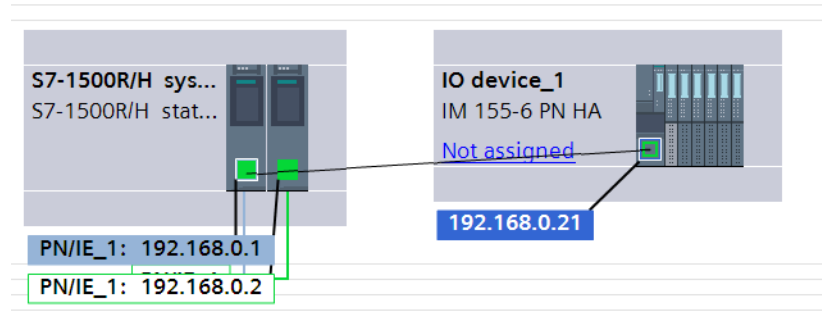 S7-1500R/H sys...
S7-1500R/H stat...
IO device_1
IM 155-6 PN HA
Not assigned
192.168.0.21
PN/IE_1: 192.168.0.1
PN/IE_1: 192.168.0.2